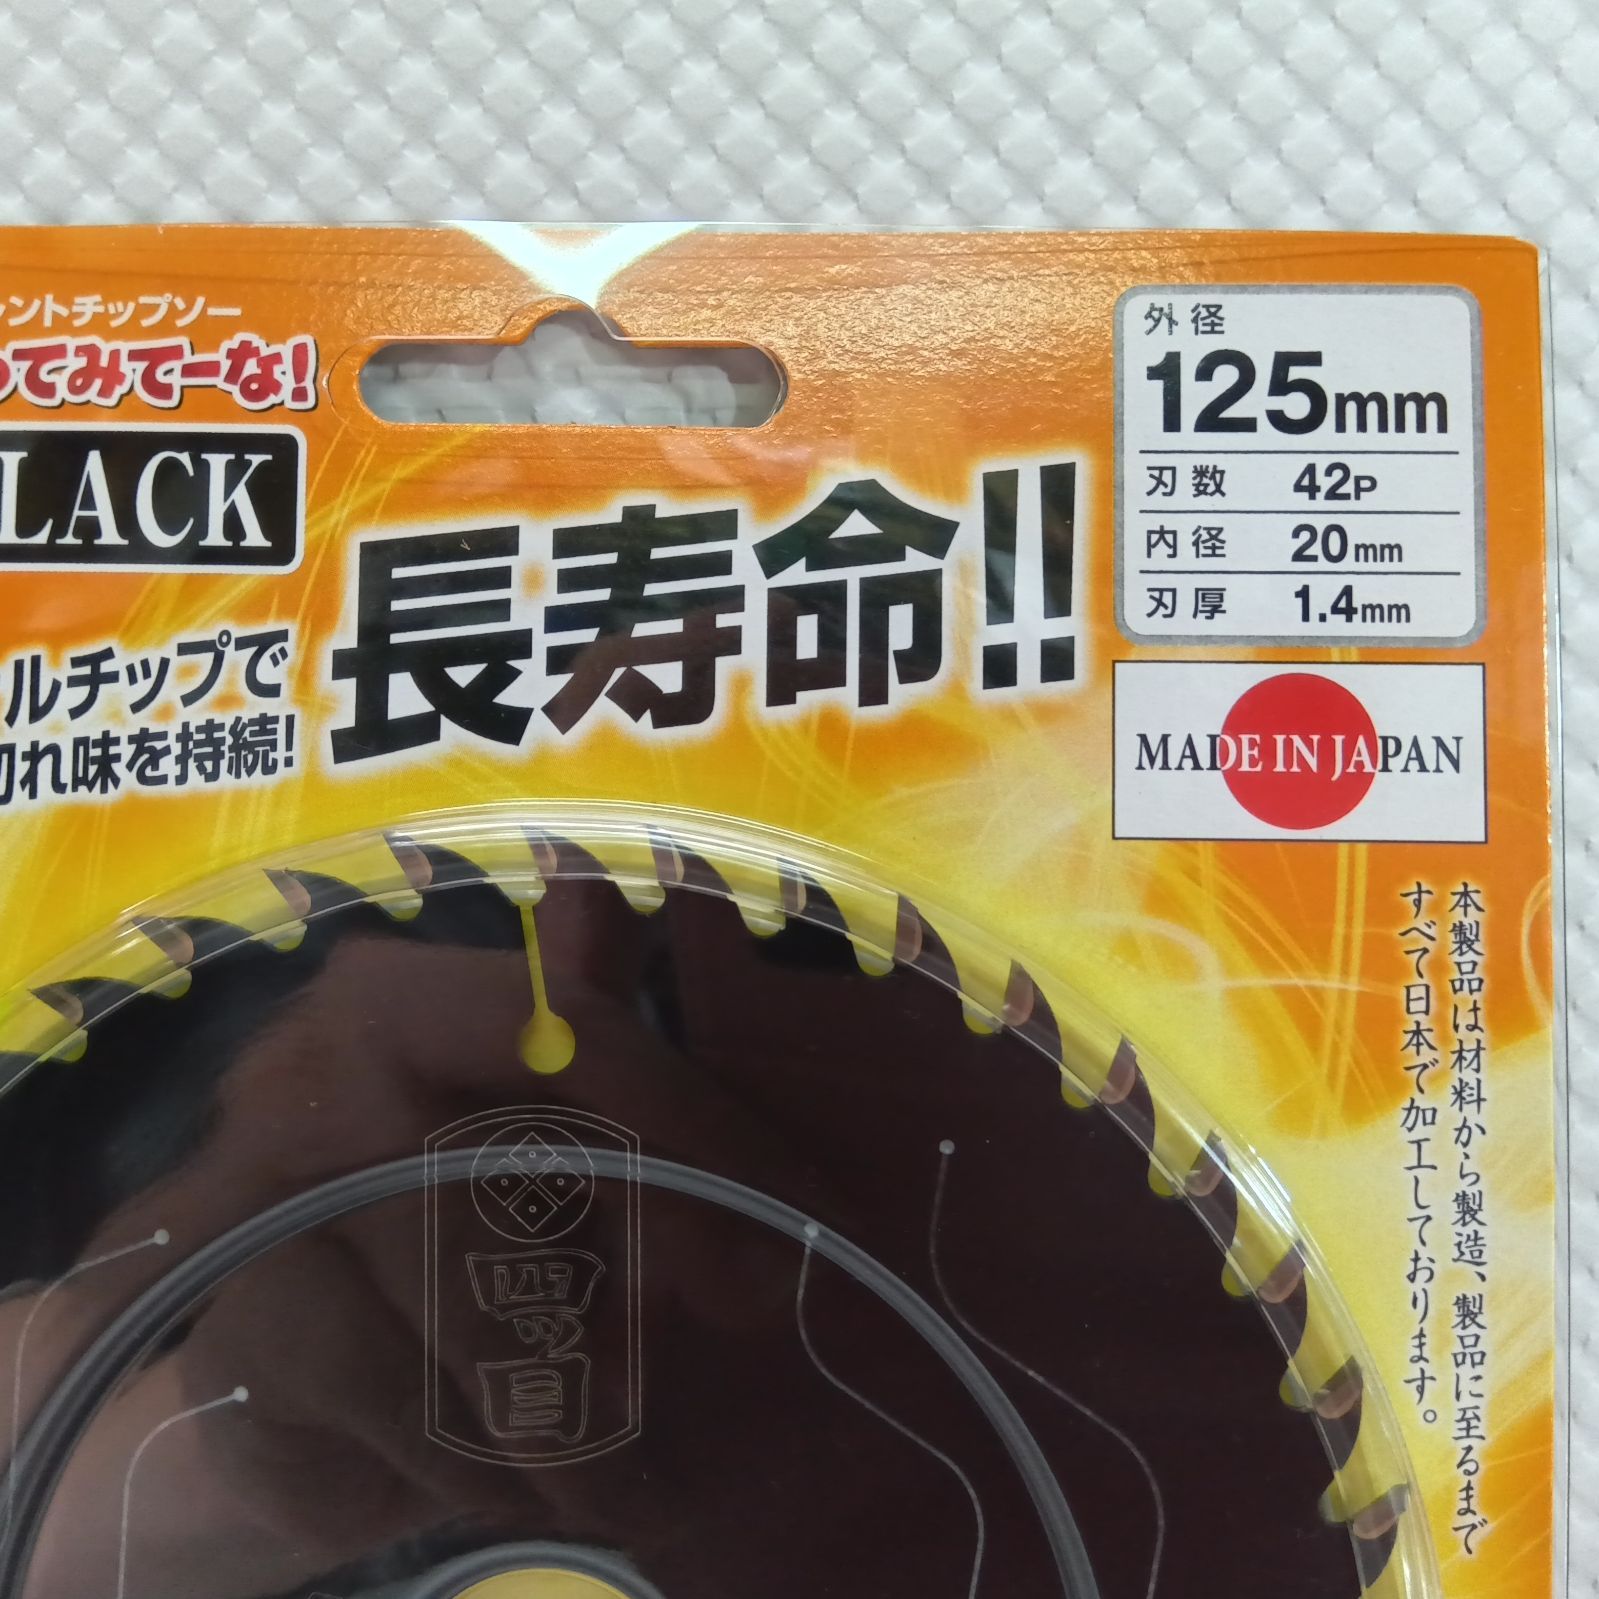 ントチップソー
ってみてーな!
LACK
長寿命!!
ルチップで
切れ味を持続!
外径
125mm
刃数 42P
内径 20mm
刃厚 1.4mm
MADE IN JAPAN
本製品は材料から製造、製品に至るまで
すべて日本で加工しております。
四ツ目